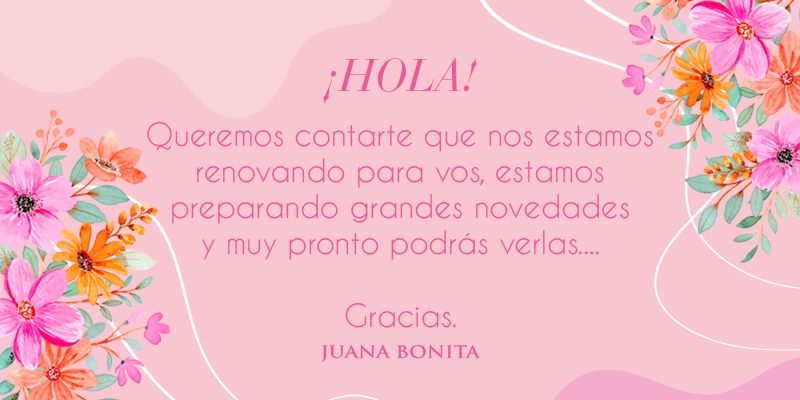 ¡HOLA!
Queremos contarte que nos estamos
renovando para vos, estamos
preparando grandes novedades
y muy pronto podrás verlas....
Gracias.
JUANA BONITA